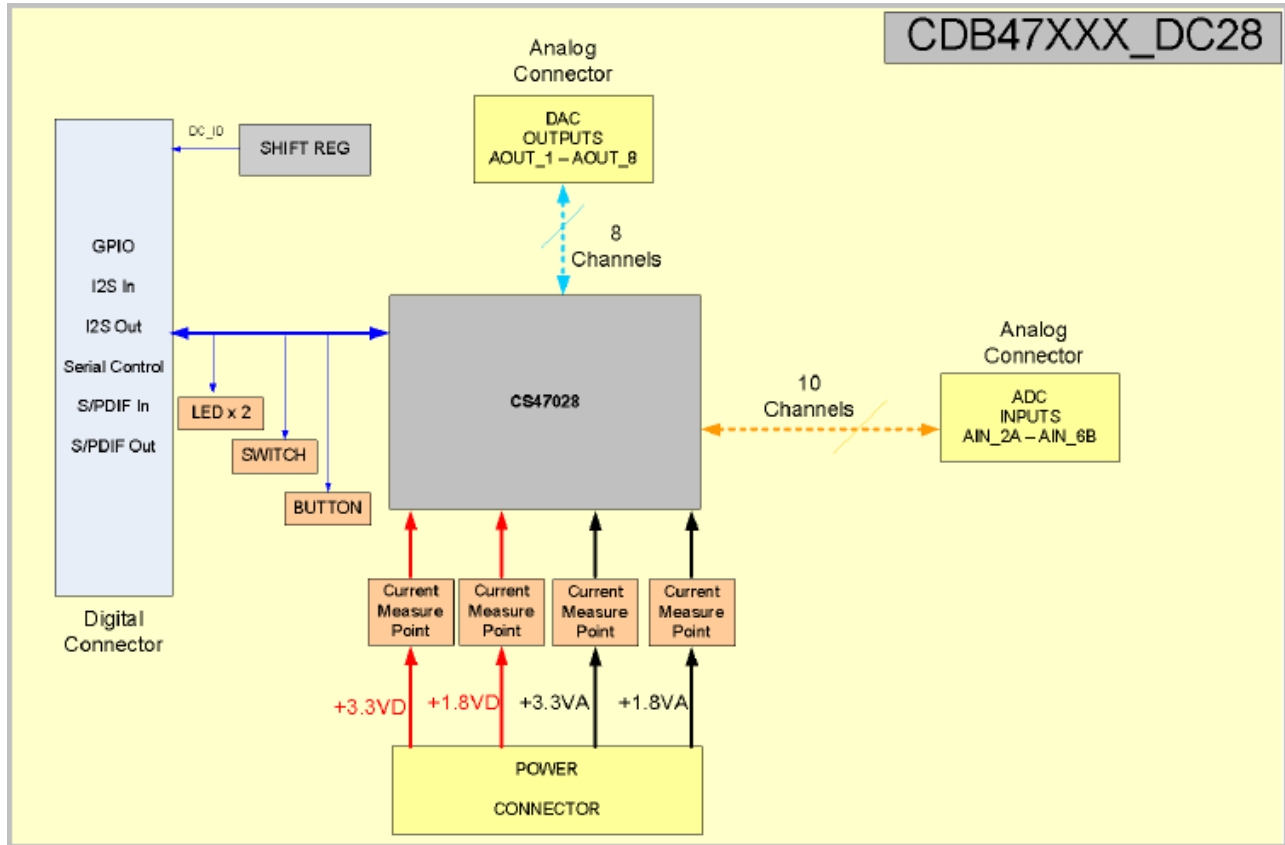 CDB47XXX_DC28
Analog
Connector
DAC
OUTPUTS
AOUT_1 – AOUT_8
DC_ID
SHIFT REG
8
Channels
GPIO
I2S In
I2S Out
Serial Control
S/PDIF In
S/PDIF Out
LED x 2
SWITCH
BUTTON
CS47028
10
Channels
Analog
Connector
ADC
INPUTS
AIN_2A – AIN_6B
Digital
Connector
Current
Measure
Point
Current
Measure
Point
Current
Measure
Point
Current
Measure
Point
+3.3VD
+1.8VD
+3.3VA
+1.8VA
POWER
CONNECTOR